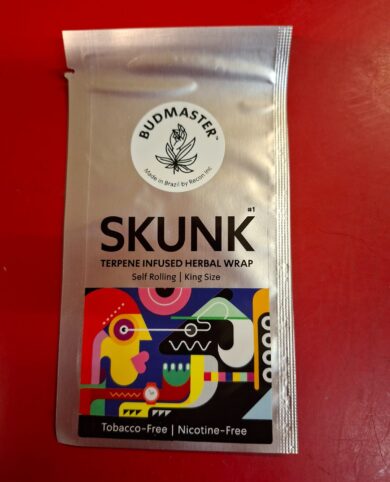 BUDMASTER™
Made in Brazil by Recon Inc
SKUNK #1
TERPENE INFUSED HERBAL WRAP
Self Rolling | King Size
Tobacco-Free | Nicotine-Free